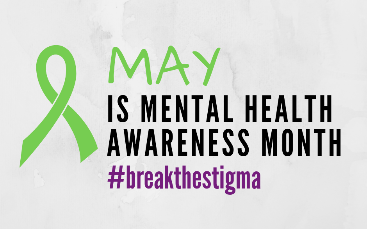 MAY
IS MENTAL HEALTH
AWARENESS MONTH
#breakthestigma